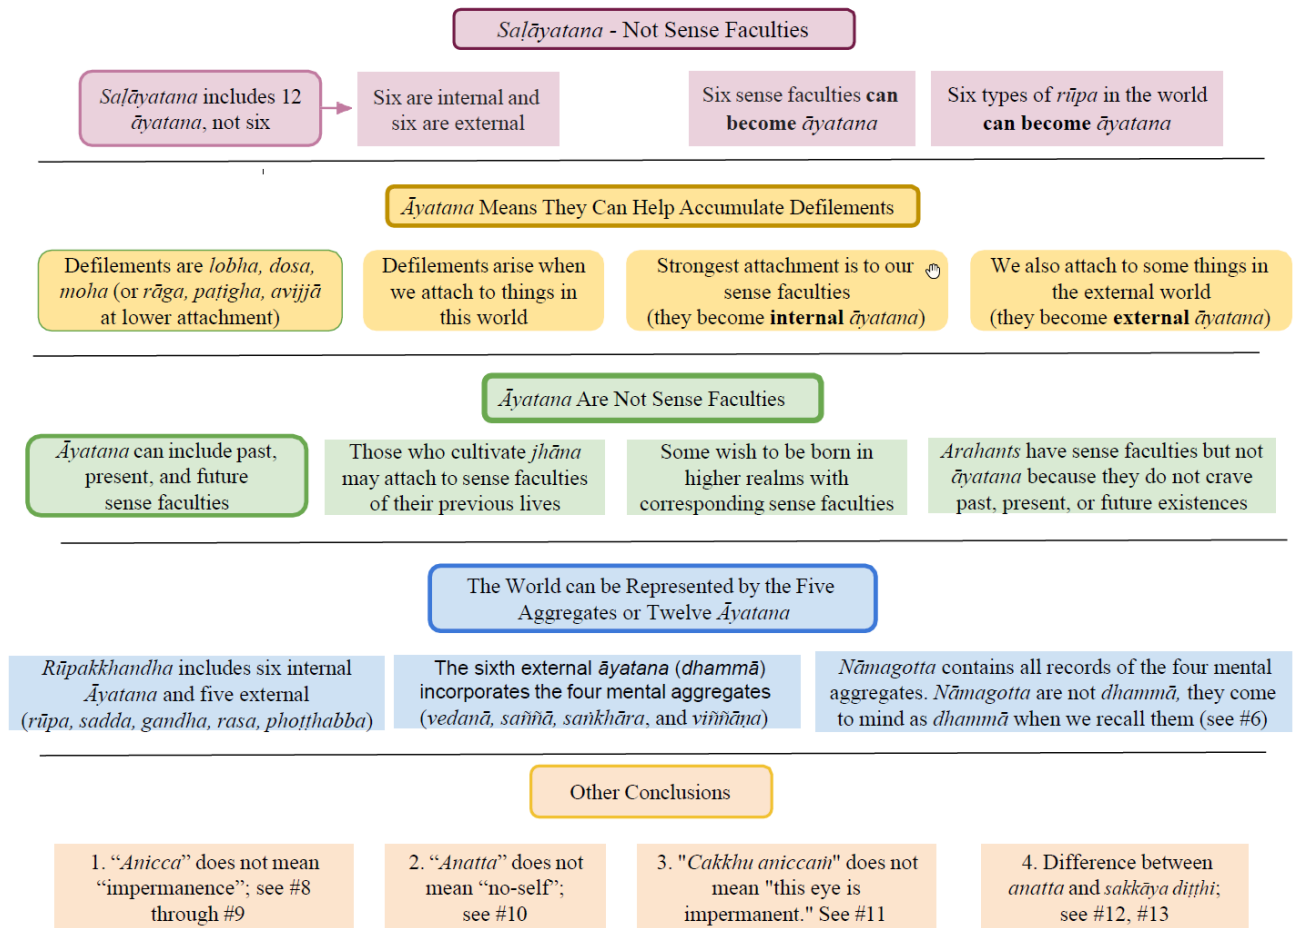 Saḷāyatana - Not Sense Faculties
Saḷāyatana includes 12
āyatana, not six
Six are internal and
six are external
Six sense faculties can
become āyatana
Six types of rūpa in the world
can become āyatana
Āyatana Means They Can Help Accumulate Defilements
Defilements are lobha, dosa,
moha (or rāga, paṭigha, avijjā
at lower attachment)
Defilements arise when
we attach to things in
this world
Strongest attachment is to our
sense faculties
(they become internal āyatana)
We also attach to some things in
the external world
(they become external āyatana)
Āyatana Are Not Sense Faculties
Āyatana can include past,
present, and future
sense faculties
Those who cultivate jhāna
may attach to sense faculties
of their previous lives
Some wish to be born in
higher realms with
corresponding sense faculties
Arahants have sense faculties but not
āyatana because they do not crave
past, present, or future existences
The World can be Represented by the Five
Aggregates or Twelve Āyatana
Rūpakkhandha includes six internal
Āyatana and five external
(rūpa, sadda, gandha, rasa, phoṭṭhabba)
The sixth external āyatana (dhammā)
incorporates the four mental aggregates
(vedanā, saññā, saṅkhāra, and viññāṇa)
Nāmagotta contains all records of the four mental
aggregates. Nāmagotta are not dhammā, they come
to mind as dhammā when we recall them (see #6)
Other Conclusions
1. “Anicca” does not mean
“impermanence”; see #8
through #9
2. “Anatta” does not
mean “no-self”;
see #10
3. "Cakkhu aniccaṁ" does not
mean "this eye is
impermanent." See #11
4. Difference between
anatta and sakkāya diṭṭhi;
see #12, #13